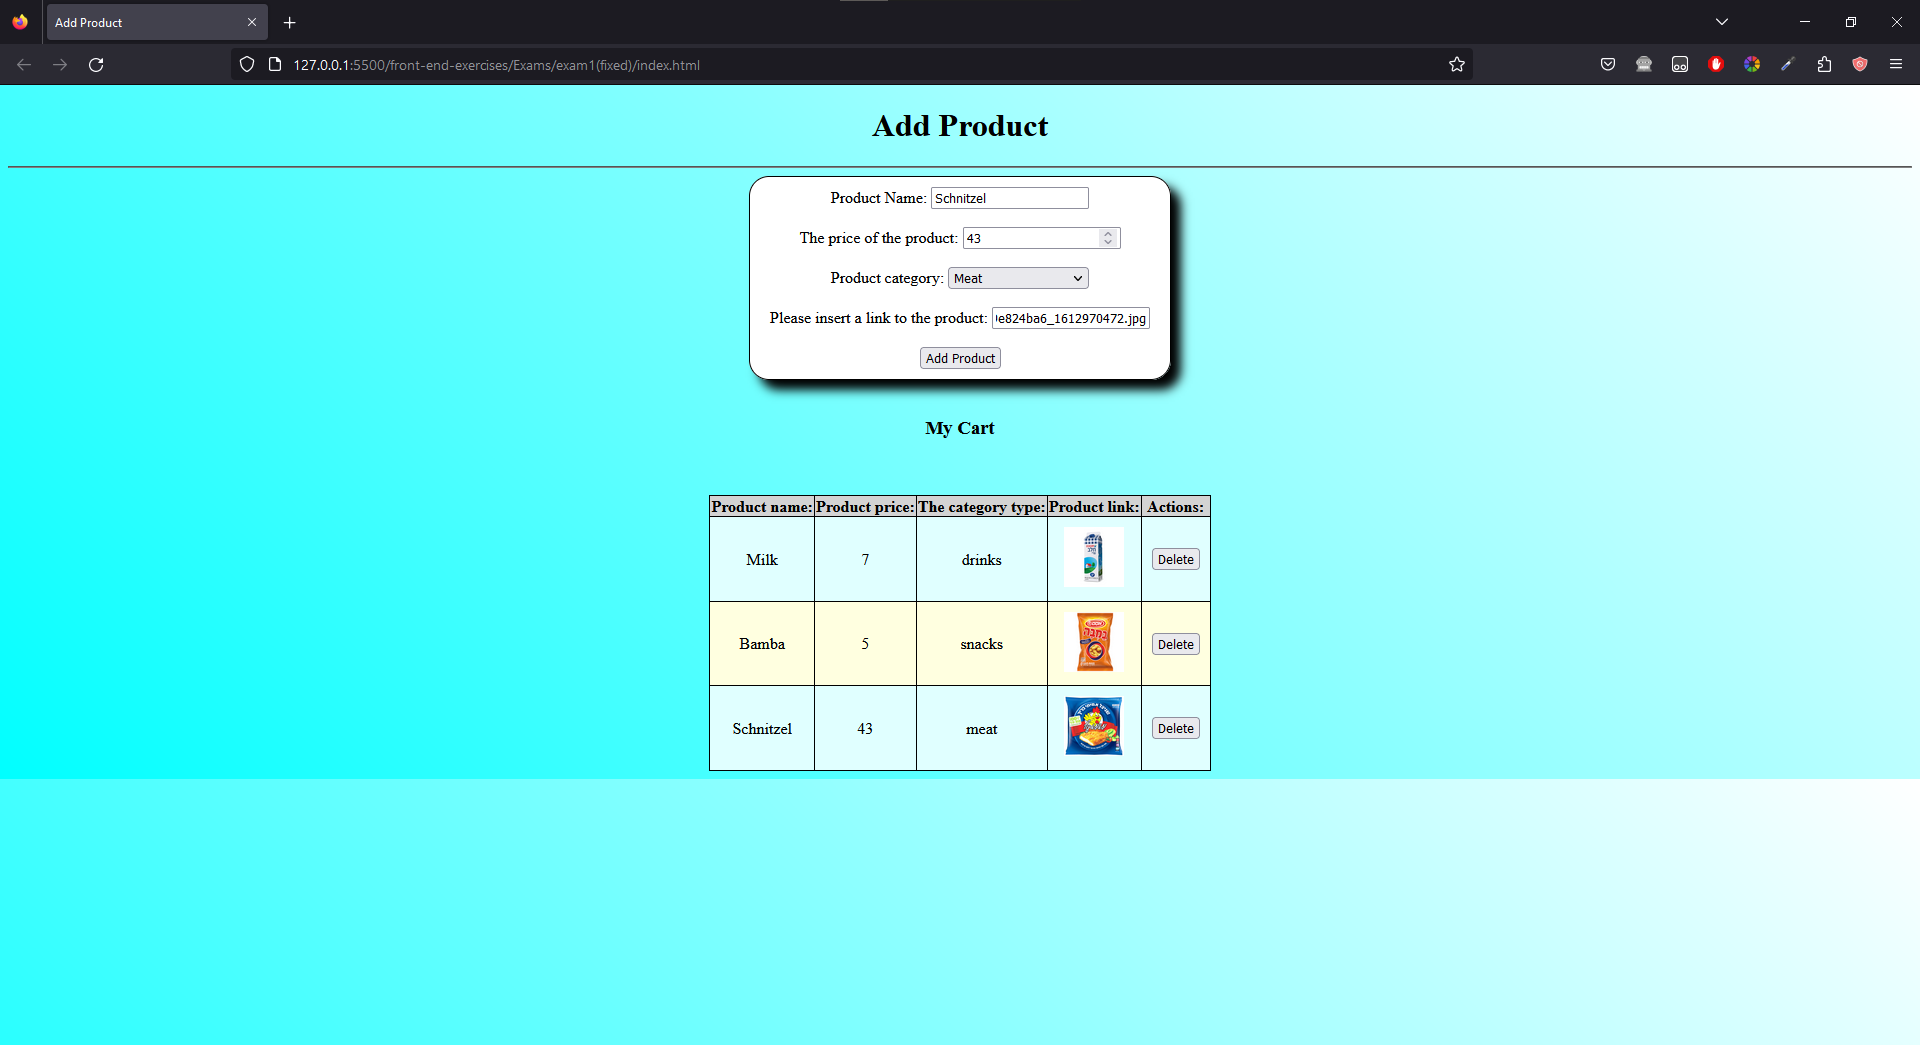 Add Product
127.0.0.1:5500/front-end-exercises/Exams/exam1(fixed)/index.html
Add Product
Product Name: Schnitzel
The price of the product: 43
Product category: Meat
Please insert a link to the product: e824ba6_1612970472.jpg
Add Product
My Cart
Product name: Product price: The category type: Product link: Actions:
Milk 7 drinks Delete
Bamba 5 snacks במבה Delete
Schnitzel 43 meat Delete